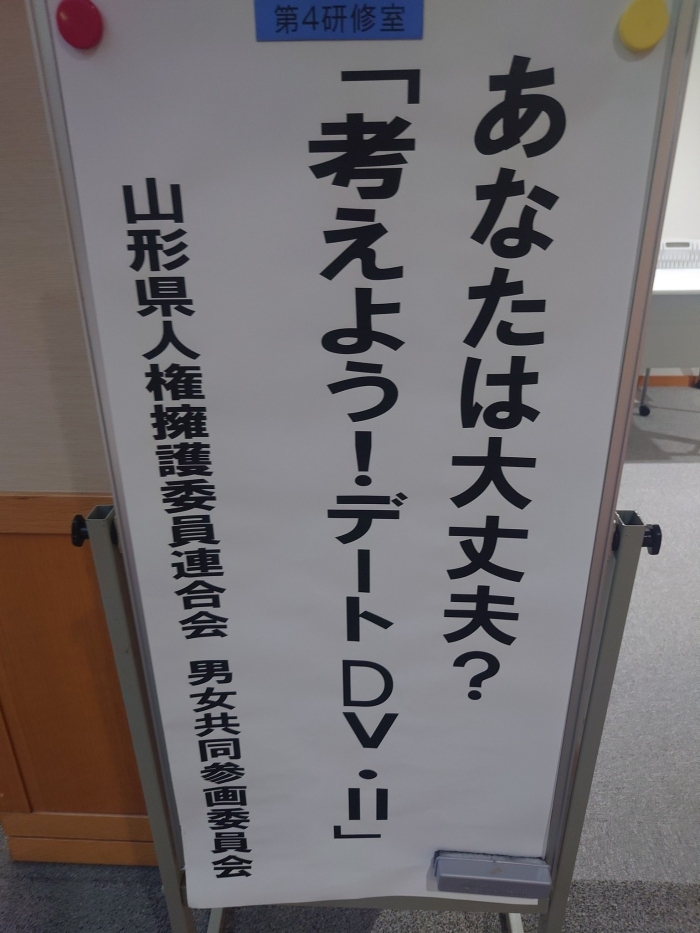 第4研修室
あなたは大丈夫？
「考えよう！デートDV・II」
山形県人権擁護委員連合会　男女共同参画委員会